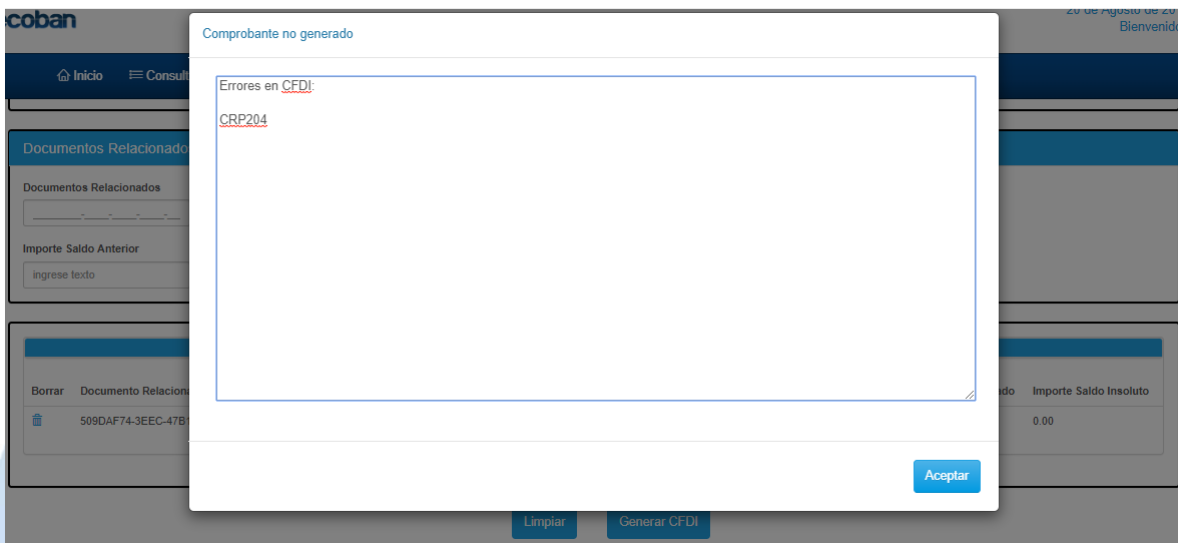 coban
20 de Agosto de 20
Bienvenido
Inicio
Consult
Comprobante no generado
Errores en CFDI:
CRP204
Documentos Relacionado
Documentos Relacionados
Importe Saldo Anterior
ingrese texto
Borrar Documento Relaciona ado Importe Saldo Insoluto
509DAF74-3EEC-47B1 0.00
Aceptar
Limpiar Generar CFDI